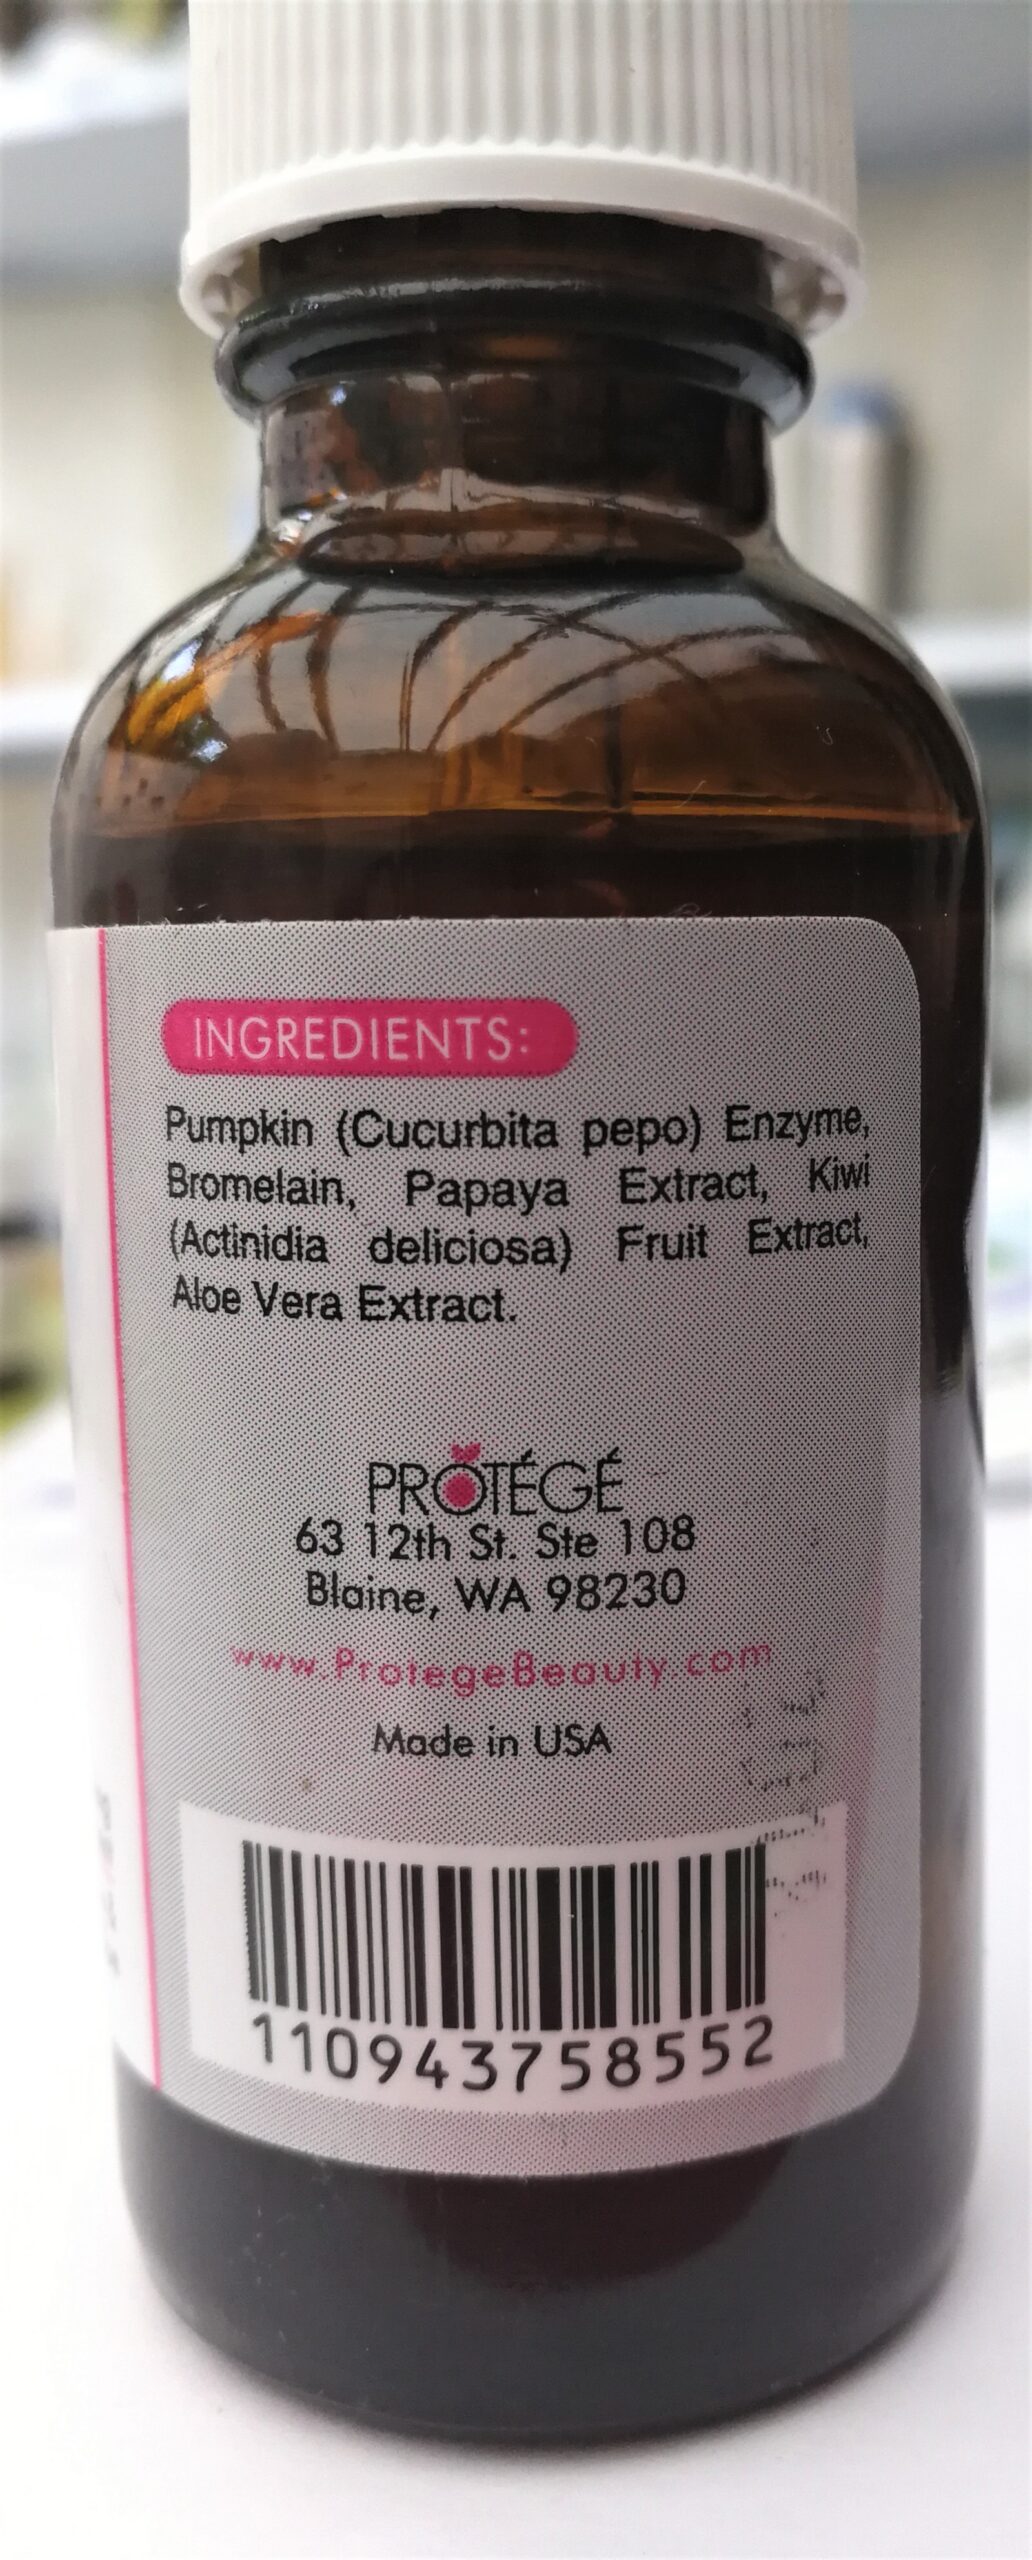 INGREDIENTS:
Pumpkin (Cucurbita pepo) Enzyme,
Bromelain, Papaya Extract, Kiwi
(Actinidia deliciosa) Fruit Extract,
Aloe Vera Extract.
PROTÉGÉ
63 12th St. Ste 108
Blaine, WA 98230
www.ProtegeBeauty.com
Made in USA
110943758552